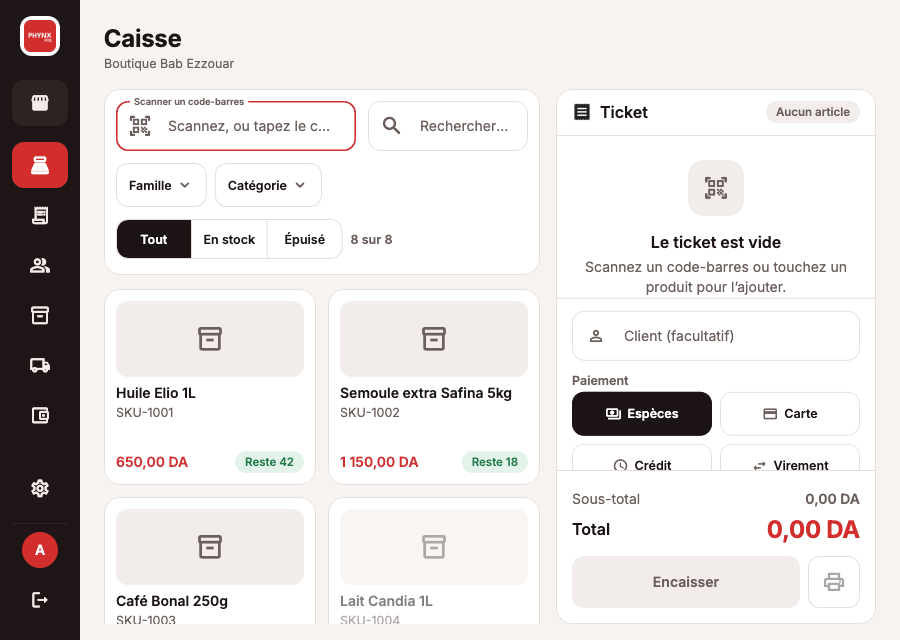 PHYNX
POS
Caisse
Boutique Bab Ezzouar
Scanner un code-barres
Scannez, ou tapez le c...
Rechercher...
Famille
Catégorie
Tout
En stock
Épuisé
8 sur 8
Huile Elio 1L
SKU-1001
650,00 DA
Reste 42
Semoule extra Safina 5kg
SKU-1002
1 150,00 DA
Reste 18
Café Bonal 250g
SKU-1003
Lait Candia 1L
SKU-1004
Ticket
Aucun article
Le ticket est vide
Scannez un code-barres ou touchez un
produit pour l’ajouter.
Client (facultatif)
Paiement
Espèces
Carte
Crédit
Virement
Sous-total
0,00 DA
Total
0,00 DA
Encaisser
A